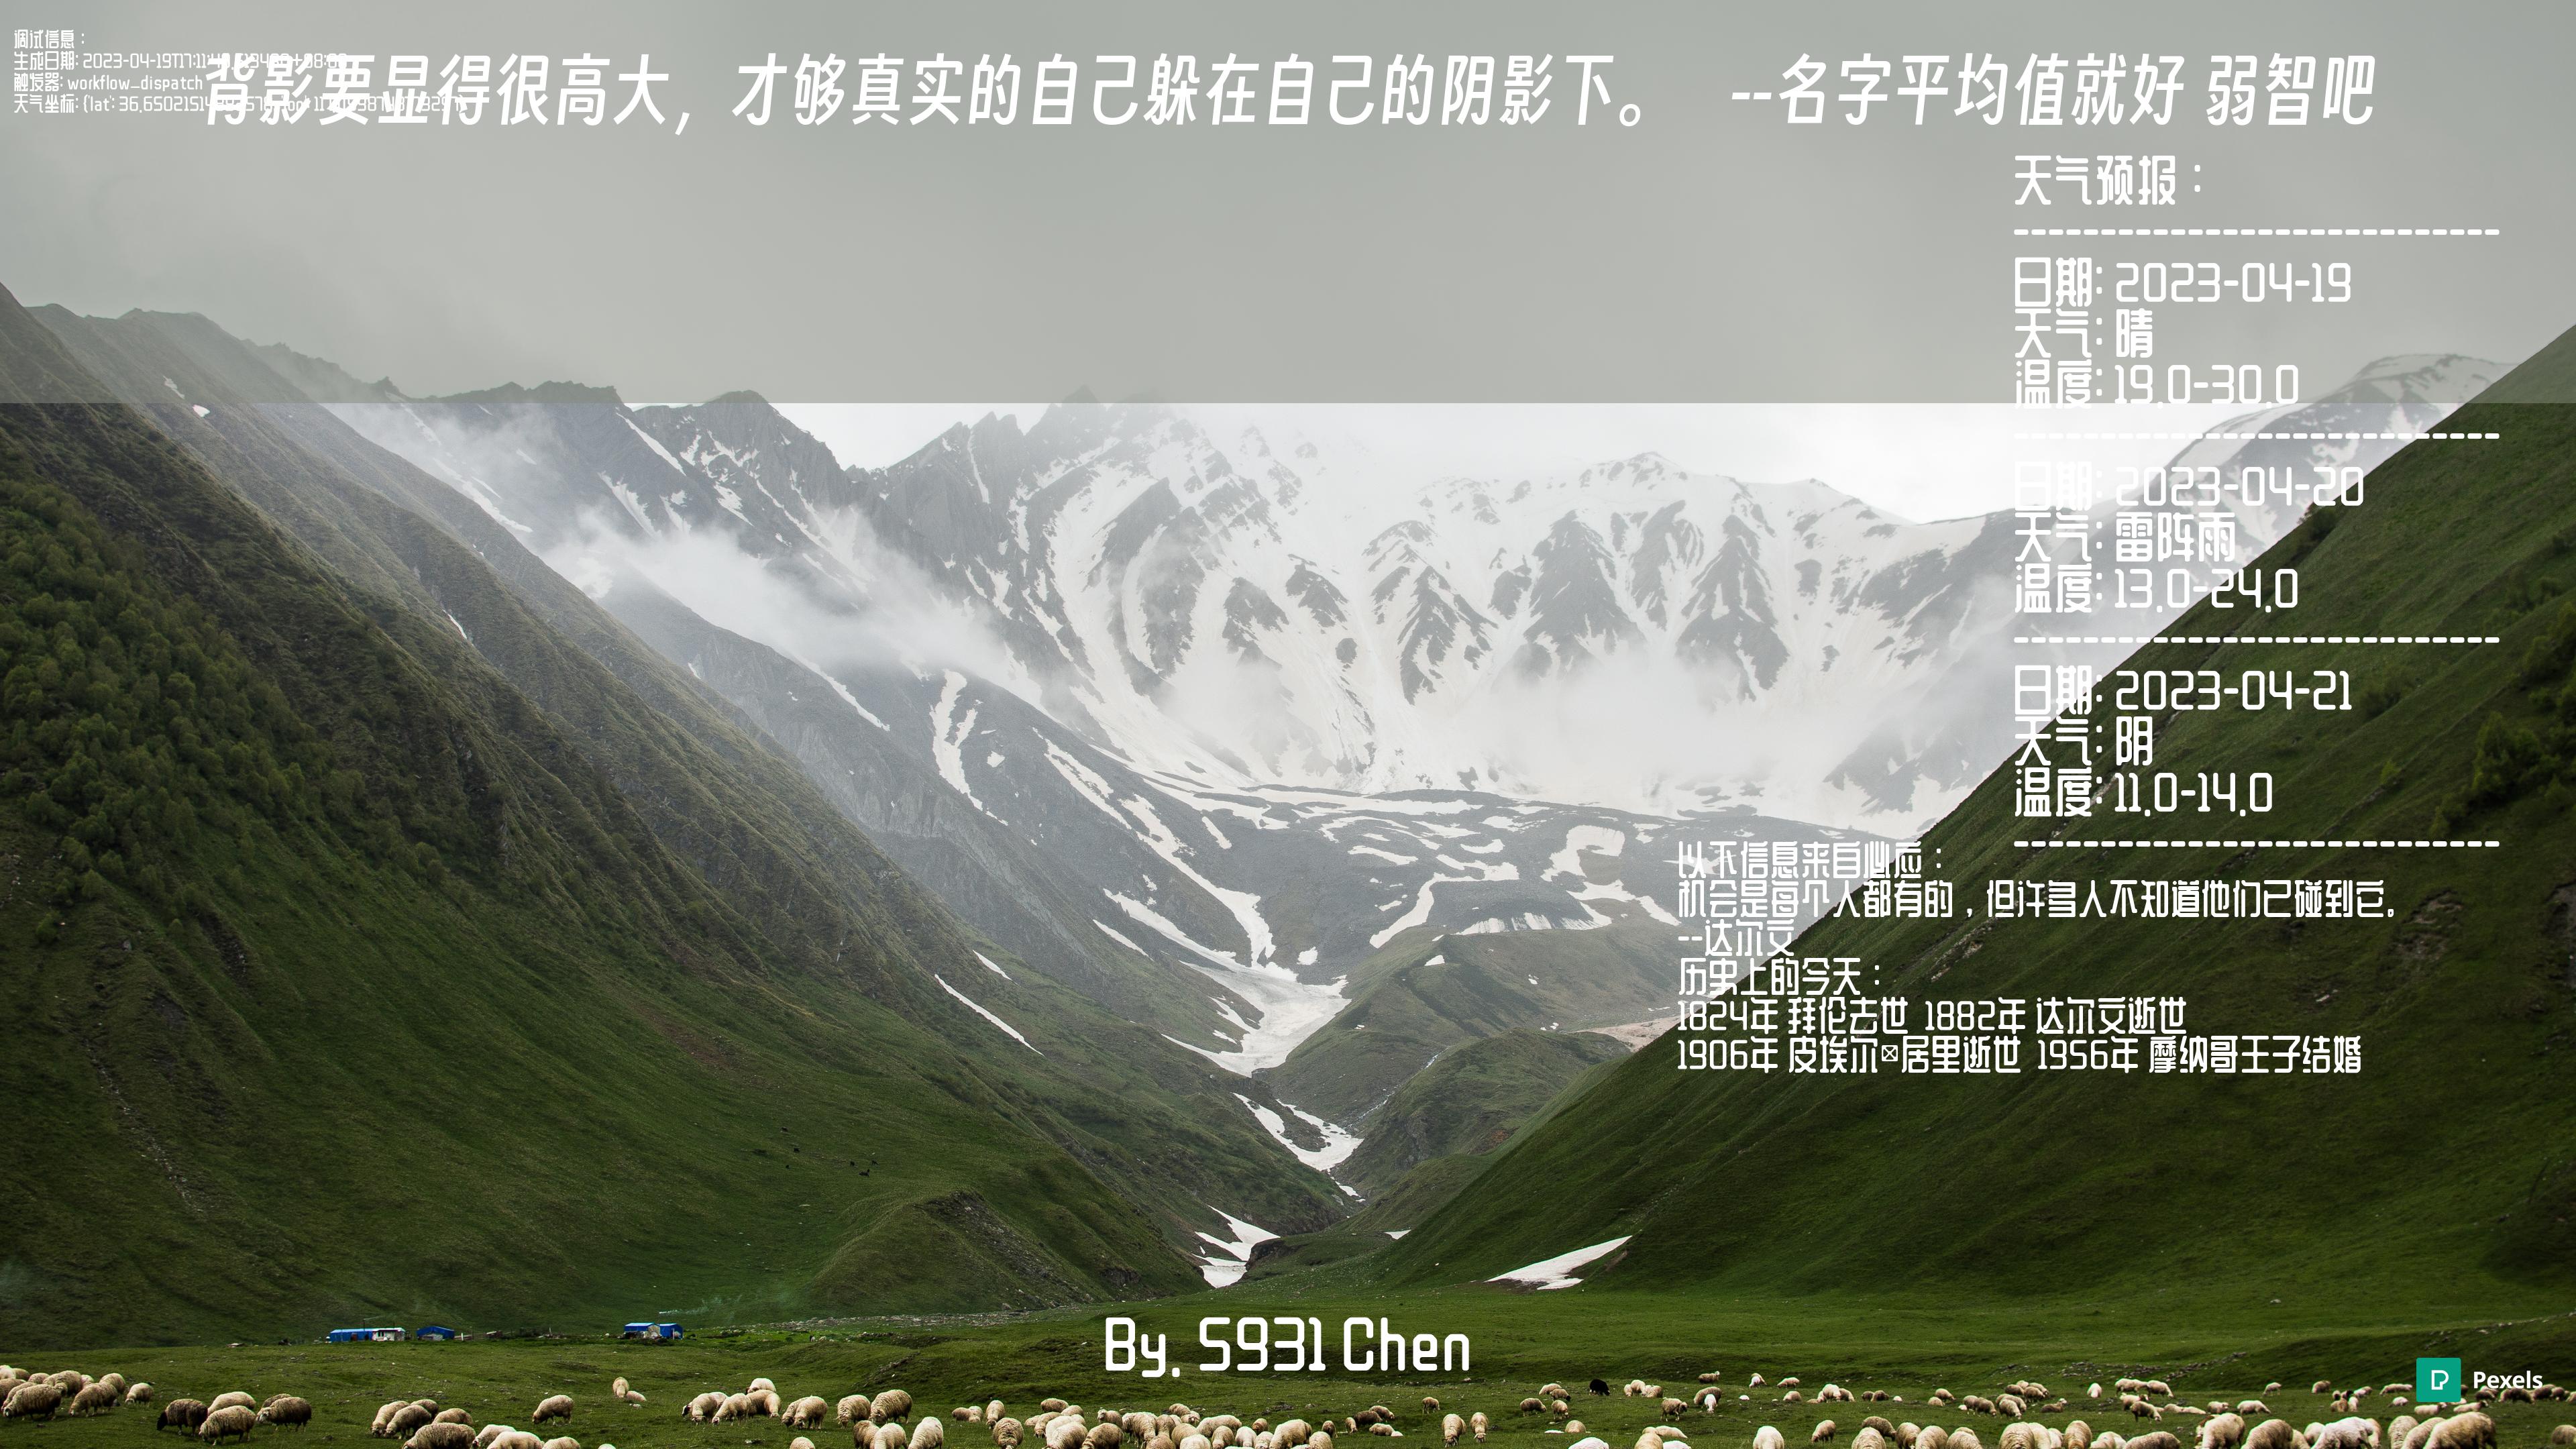 调试信息：
生成日期: 2023-04-19T17:11:4
触发器: workflow_dispatch
天气坐标: {'lat': 36.650215
背影要显得很高大，才够真实的自己躲在自己的阴影下。 --名字平均值就好 弱智吧
天气预报：
----------------------------
日期: 2023-04-19
天气: 晴
温度: 19.0-30.0
----------------------------
日期: 2023-04-20
天气: 雷阵雨
温度: 13.0-24.0
----------------------------
日期: 2023-04-21
天气: 阴
温度: 11.0-14.0
----------------------------
以下信息来自必应：
机会是每个人都有的，但许多人不知道他们已碰到它。
--达尔文
历史上的今天：
1824年 拜伦去世 1882年 达尔文逝世
1906年 皮埃尔☒居里逝世 1956年 摩纳哥王子结婚
By. S931 Chen
Pexels